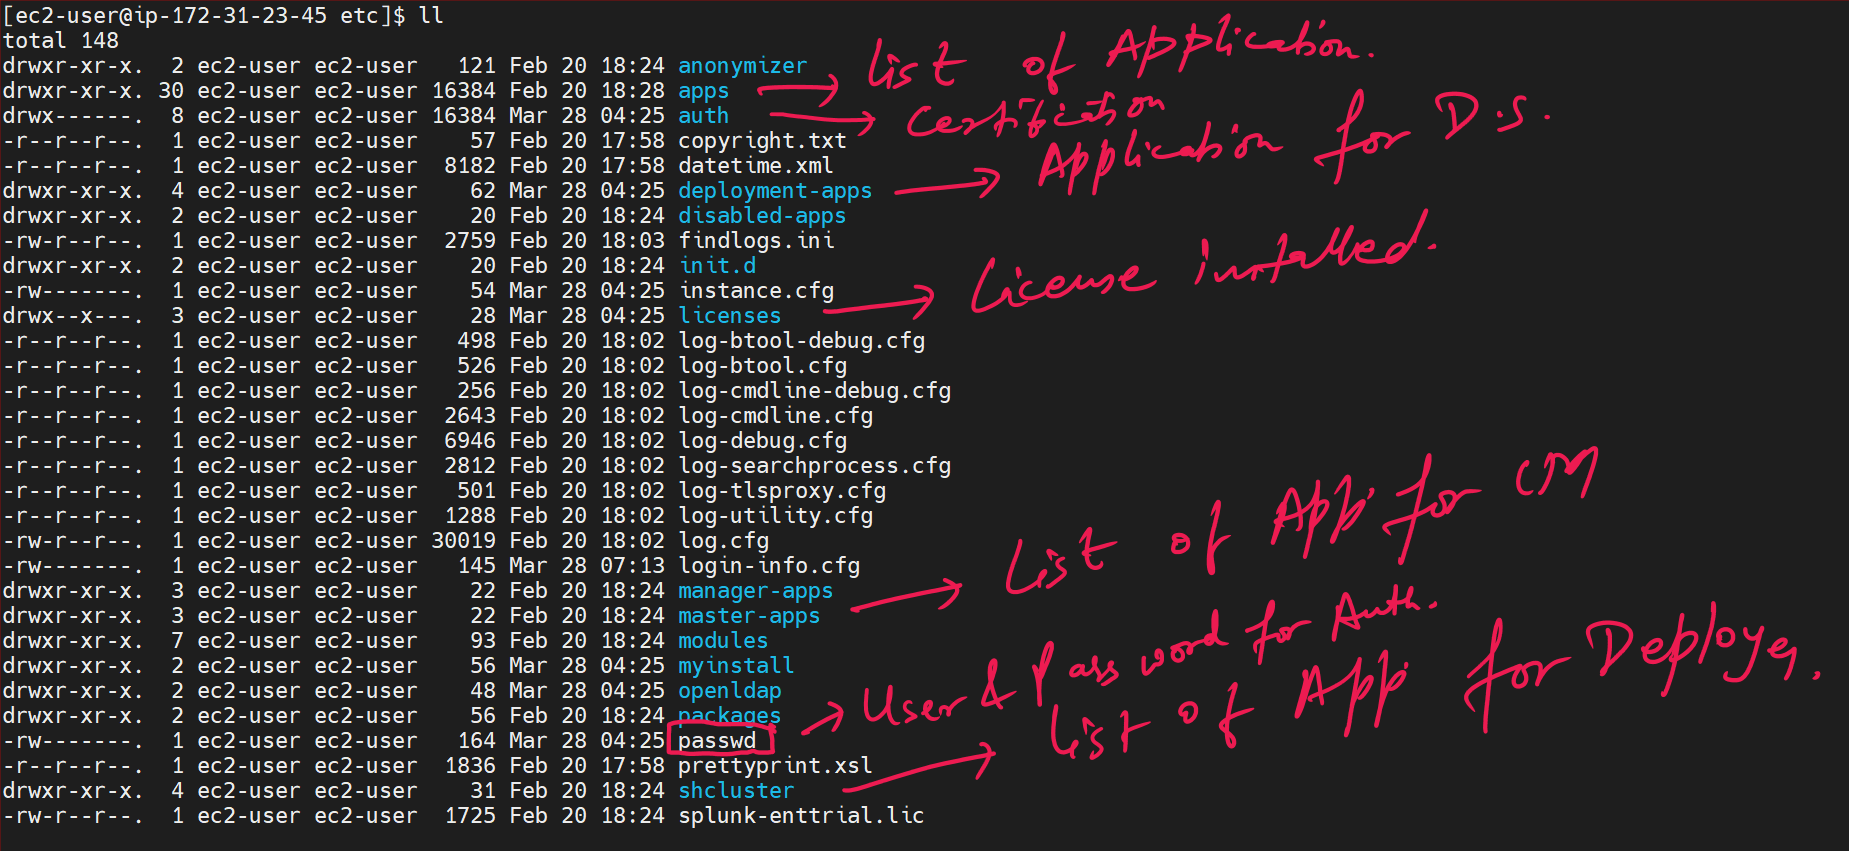 [ec2-user@ip-172-31-23-45 etc]$ ll
total 148
drwxr-xr-x.  2 ec2-user ec2-user   121 Feb 20 18:24 anonymizer
drwxr-xr-x. 30 ec2-user ec2-user 16384 Feb 20 18:28 apps → List of Application.
drwx------.  8 ec2-user ec2-user 16384 Mar 28 04:25 auth → Certification
-r--r--r--.  1 ec2-user ec2-user    57 Feb 20 17:58 copyright.txt
-r--r--r--.  1 ec2-user ec2-user  8182 Feb 20 17:58 datetime.xml
drwxr-xr-x.  4 ec2-user ec2-user    62 Mar 28 04:25 deployment-apps → Application for D.S.
drwxr-xr-x.  2 ec2-user ec2-user    20 Feb 20 18:24 disabled-apps
-rw-r--r--.  1 ec2-user ec2-user  2759 Feb 20 18:03 findlogs.ini
drwxr-xr-x.  2 ec2-user ec2-user    20 Feb 20 18:24 init.d
-rw-------.  1 ec2-user ec2-user    54 Mar 28 04:25 instance.cfg
drwx--x---.  3 ec2-user ec2-user    28 Mar 28 04:25 licenses → License installed.
-r--r--r--.  1 ec2-user ec2-user   498 Feb 20 18:02 log-btool-debug.cfg
-r--r--r--.  1 ec2-user ec2-user   526 Feb 20 18:02 log-btool.cfg
-r--r--r--.  1 ec2-user ec2-user   256 Feb 20 18:02 log-cmdline-debug.cfg
-r--r--r--.  1 ec2-user ec2-user  2643 Feb 20 18:02 log-cmdline.cfg
-r--r--r--.  1 ec2-user ec2-user  6946 Feb 20 18:02 log-debug.cfg
-r--r--r--.  1 ec2-user ec2-user  2812 Feb 20 18:02 log-searchprocess.cfg
-r--r--r--.  1 ec2-user ec2-user   501 Feb 20 18:02 log-tlsproxy.cfg
-r--r--r--.  1 ec2-user ec2-user  1288 Feb 20 18:02 log-utility.cfg
-rw-r--r--.  1 ec2-user ec2-user 30019 Feb 20 18:02 log.cfg
-rw-------.  1 ec2-user ec2-user   145 Mar 28 07:13 login-info.cfg
drwxr-xr-x.  3 ec2-user ec2-user    22 Feb 20 18:24 manager-apps
drwxr-xr-x.  3 ec2-user ec2-user    22 Feb 20 18:24 master-apps → List of App for CM
drwxr-xr-x.  7 ec2-user ec2-user    93 Feb 20 18:24 modules
drwxr-xr-x.  2 ec2-user ec2-user    56 Mar 28 04:25 myinstall
drwxr-xr-x.  2 ec2-user ec2-user    48 Mar 28 04:25 openldap
drwxr-xr-x.  2 ec2-user ec2-user    56 Feb 20 18:24 packages
-rw-------.  1 ec2-user ec2-user   164 Mar 28 04:25 passwd → User & Pass word for Auth.
-r--r--r--.  1 ec2-user ec2-user  1836 Feb 20 17:58 prettyprint.xsl
drwxr-xr-x.  4 ec2-user ec2-user    31 Feb 20 18:24 shcluster → List of App for Deployer.
-rw-r--r--.  1 ec2-user ec2-user  1725 Feb 20 18:24 splunk-enttrial.lic